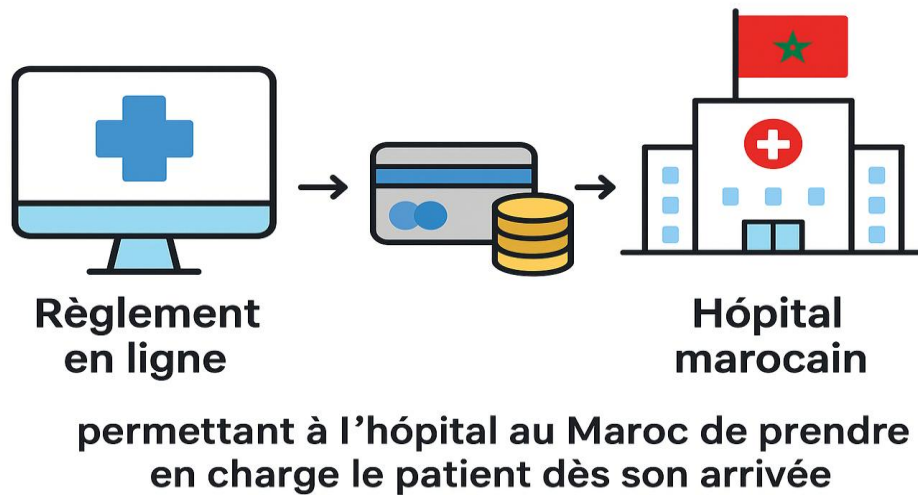 Règlement
en ligne
Hópital
marocain
permettant à l'hópital au Maroc de prendre
en charge le patient dès son arrivée